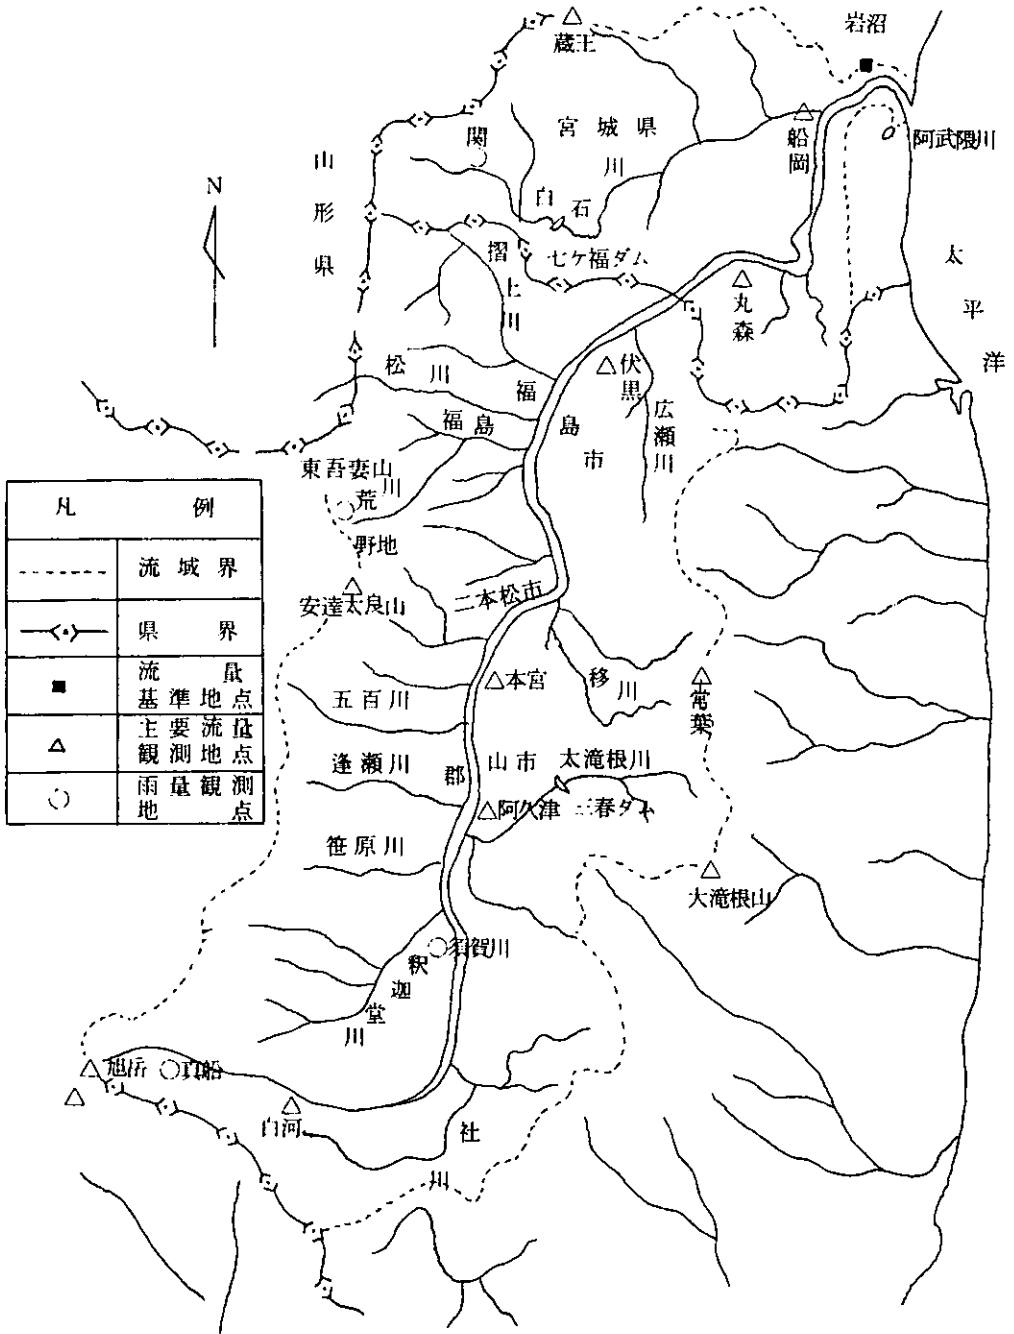 岩沼
蔵王
宮城県
関
船岡
阿武隈川
山形県
N
川
白石
七ケ福ダム
摺上川
太平洋
丸森
松川
福島市
伏黒
広瀬川
福島
東吾妻山
荒川
野地
安達太良山
二本松市
凡例
流域界
県界
流量
基準地点
主要流量
観測地点
雨量観測
地点
本宮
移川
常葉
五百川
逢瀬川
郡山市
太滝根川
阿久津
三春ダム
笹原川
大滝根山
須賀川
釈迦堂川
旭岳
真船
白河
社川